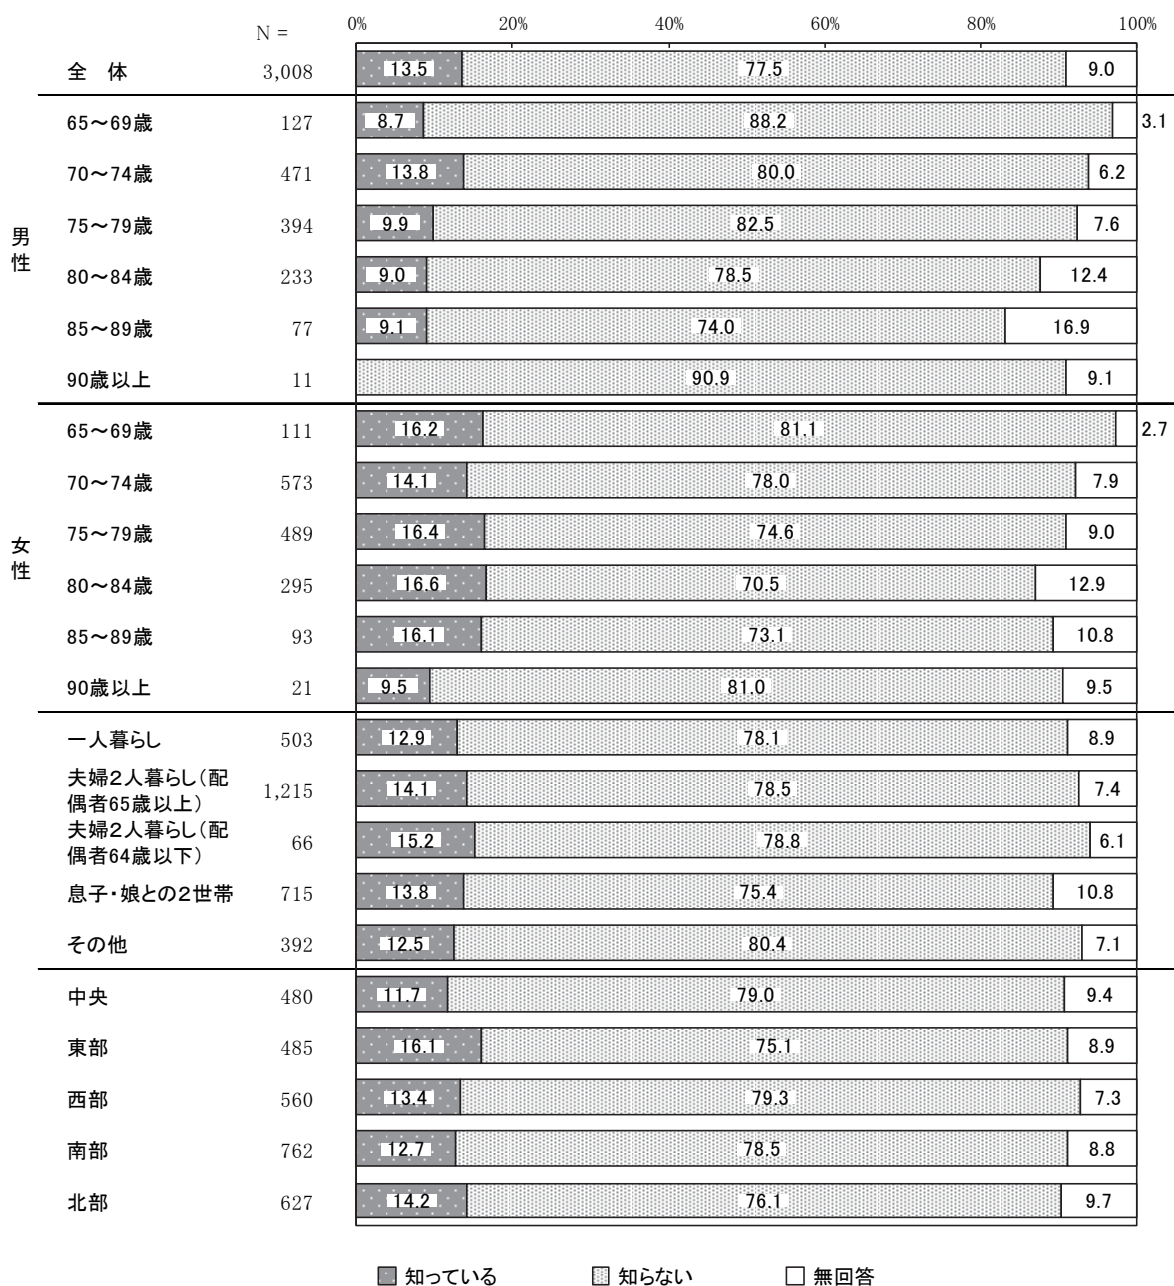 N = 0% 20% 40% 60% 80% 100%
全 体 3,008 13.5 77.5 9.0
65～69歳 127 8.7 88.2 3.1
70～74歳 471 13.8 80.0 6.2
75～79歳 394 9.9 82.5 7.6
男性
80～84歳 233 9.0 78.5 12.4
85～89歳 77 9.1 74.0 16.9
90歳以上 11 90.9 9.1
65～69歳 111 16.2 81.1 2.7
70～74歳 573 14.1 78.0 7.9
75～79歳 489 16.4 74.6 9.0
女性
80～84歳 295 16.6 70.5 12.9
85～89歳 93 16.1 73.1 10.8
90歳以上 21 9.5 81.0 9.5
一人暮らし 503 12.9 78.1 8.9
夫婦２人暮らし（配
偶者65歳以上） 1,215 14.1 78.5 7.4
夫婦２人暮らし（配
偶者64歳以下） 66 15.2 78.8 6.1
息子・娘との２世帯 715 13.8 75.4 10.8
その他 392 12.5 80.4 7.1
中央 480 11.7 79.0 9.4
東部 485 16.1 75.1 8.9
西部 560 13.4 79.3 7.3
南部 762 12.7 78.5 8.8
北部 627 14.2 76.1 9.7
知っている 知らない 無回答